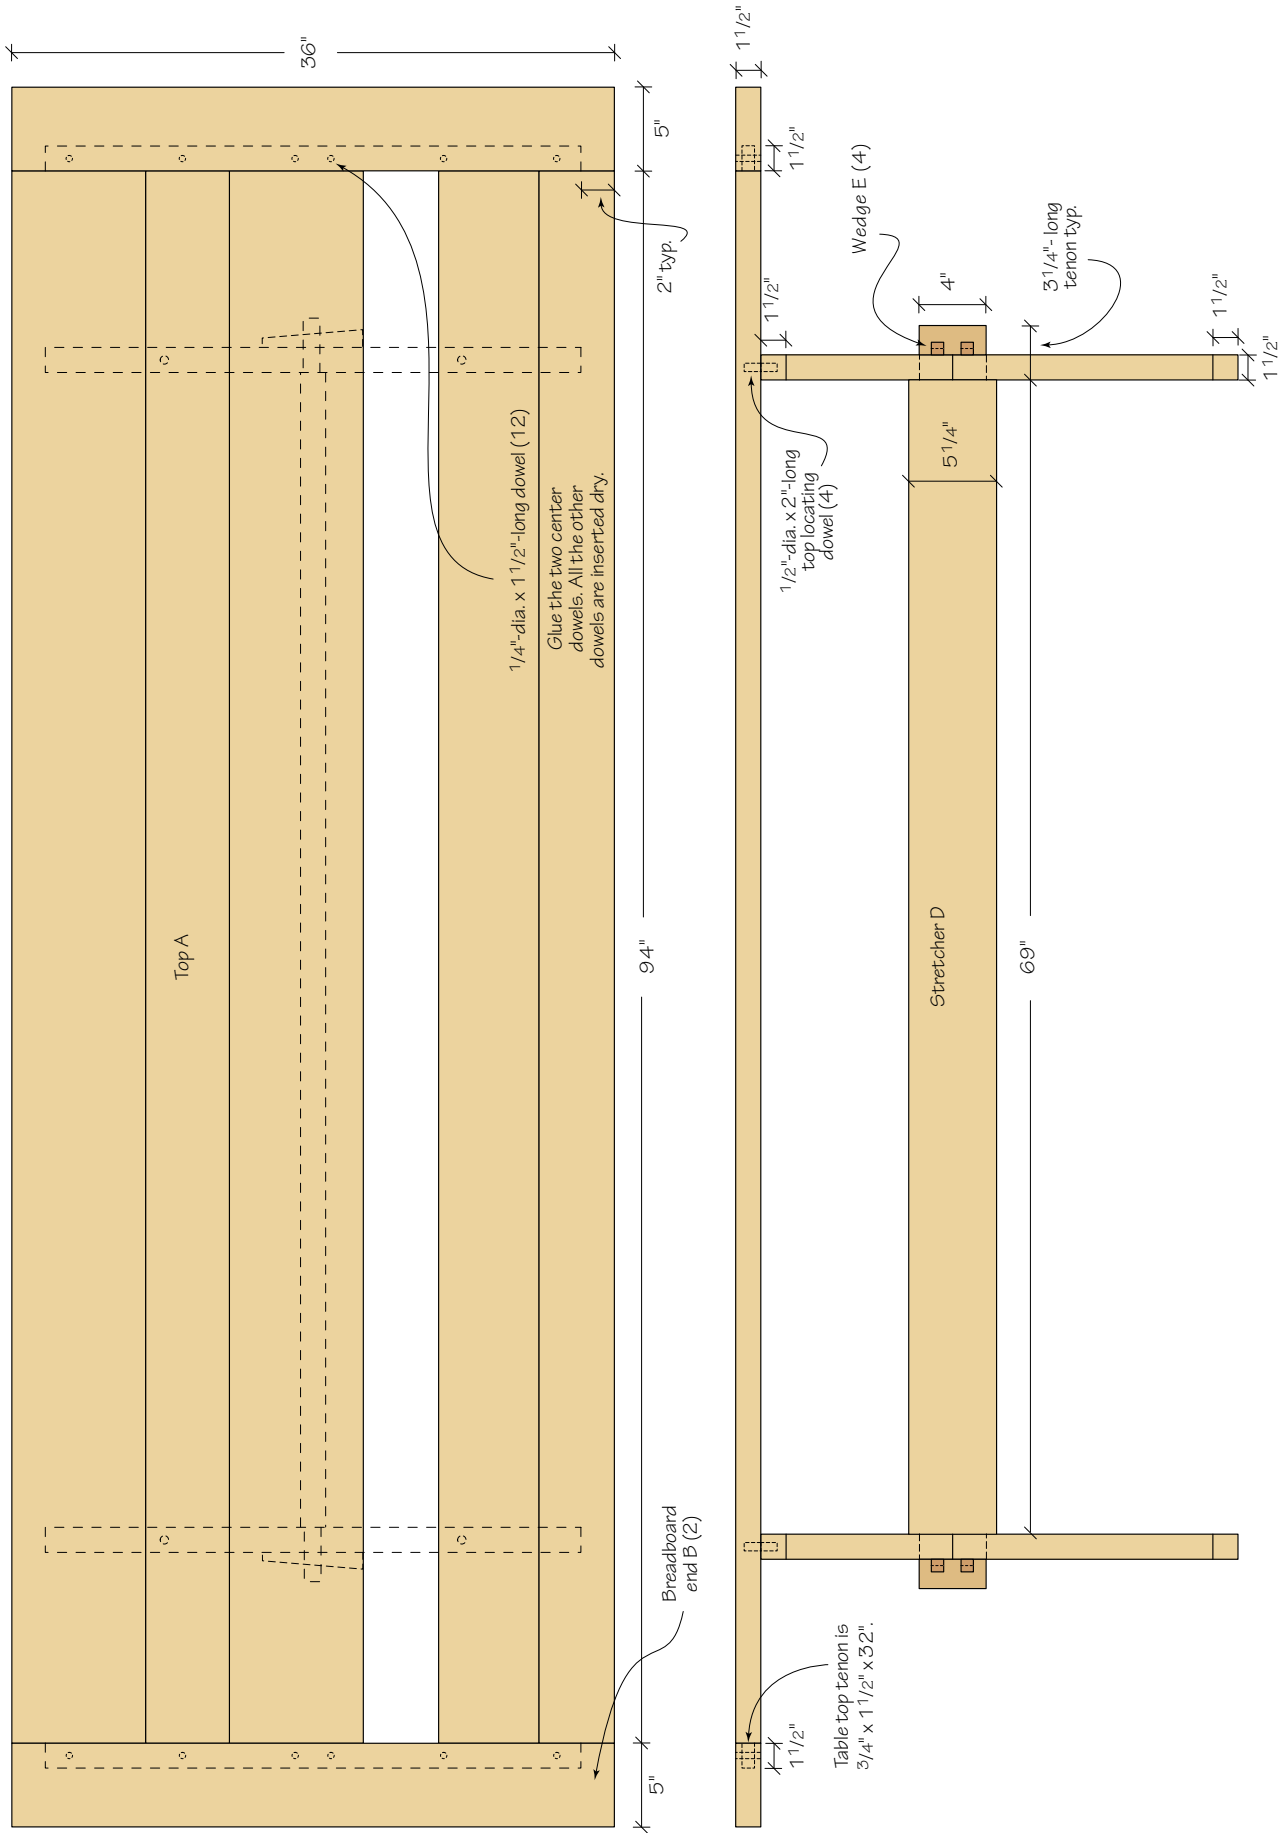 36"
5"
2" typ.
Top A
1/4"-dia. x 1 1/2"-long dowel (12)
Glue the two center
dowels. All the other
dowels are inserted dry.
94"
Breadboard
end B (2)
5"
1 1/2"
1 1/2"
Wedge E (4)
1 1/2"
4"
3 1/4"- long
tenon typ.
1 1/2"
1 1/2"
5 1/4"
1/2"-dia. x 2"-long
top locating
dowel (4)
Stretcher D
69"
Table top tenon is
3/4" x 1 1/2" x 32".
1 1/2"